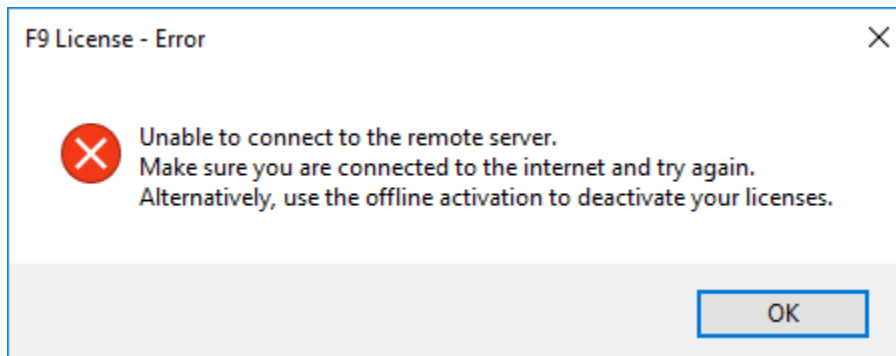 F9 License - Error
Unable to connect to the remote server.
Make sure you are connected to the internet and try again.
Alternatively, use the offline activation to deactivate your licenses.
OK